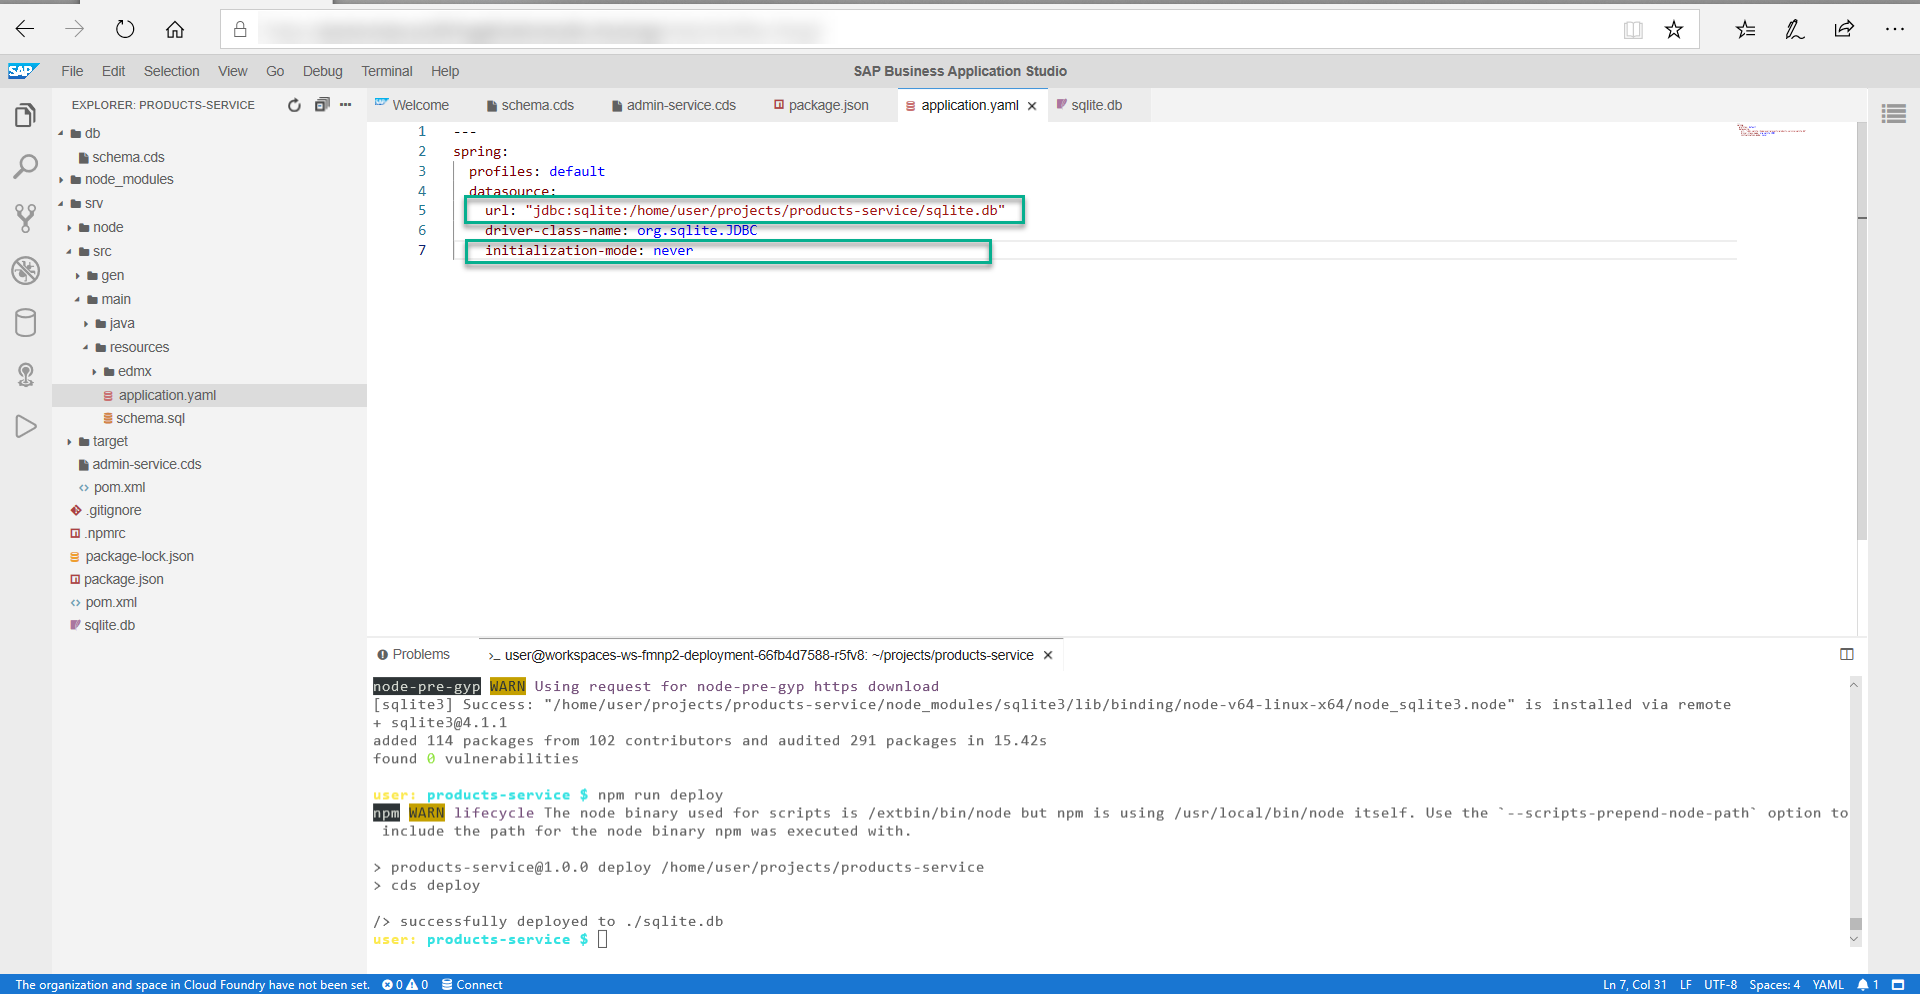 SAP File Edit Selection View Go Debug Terminal Help SAP Business Application Studio
EXPLORER: PRODUCTS-SERVICE
db
schema.cds
node_modules
srv
node
src
gen
main
java
resources
edmx
application.yaml
schema.sql
target
admin-service.cds
pom.xml
.gitignore
.npmrc
package-lock.json
package.json
pom.xml
sqlite.db
Welcome schema.cds admin-service.cds package.json application.yaml sqlite.db
1 ---
2 spring:
3 profiles: default
4 datasource:
5 url: "jdbc:sqlite:/home/user/projects/products-service/sqlite.db"
6 driver-class-name: org.sqlite.JDBC
7 initialization-mode: never
Problems >_ user@workspaces-ws-fmnp2-deployment-66fb4d7588-r5fv8: ~/projects/products-service
node-pre-gyp WARN Using request for node-pre-gyp https download
[sqlite3] Success: "/home/user/projects/products-service/node_modules/sqlite3/lib/binding/node-v64-linux-x64/node_sqlite3.node" is installed via remote
+ sqlite3@4.1.1
added 114 packages from 102 contributors and audited 291 packages in 15.42s
found 0 vulnerabilities
user: products-service $ npm run deploy
npm WARN lifecycle The node binary used for scripts is /extbin/bin/node but npm is using /usr/local/bin/node itself. Use the `--scripts-prepend-node-path` option to
include the path for the node binary npm was executed with.
> products-service@1.0.0 deploy /home/user/projects/products-service
> cds deploy
/> successfully deployed to ./sqlite.db
user: products-service $
The organization and space in Cloud Foundry have not been set. 0 0 Connect Ln 7, Col 31 LF UTF-8 Spaces: 4 YAML 1